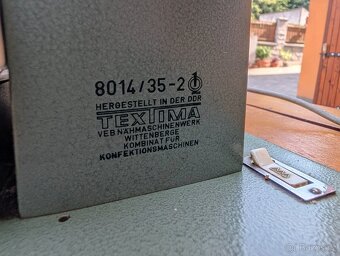 8014/35-2
HERGESTELLT IN DER DDR
TEXTIMA
VEB NÄHMASCHINENWERK
WITTENBERGE
KOMBINAT FÜR
KONFEKTIONSMASCHINEN